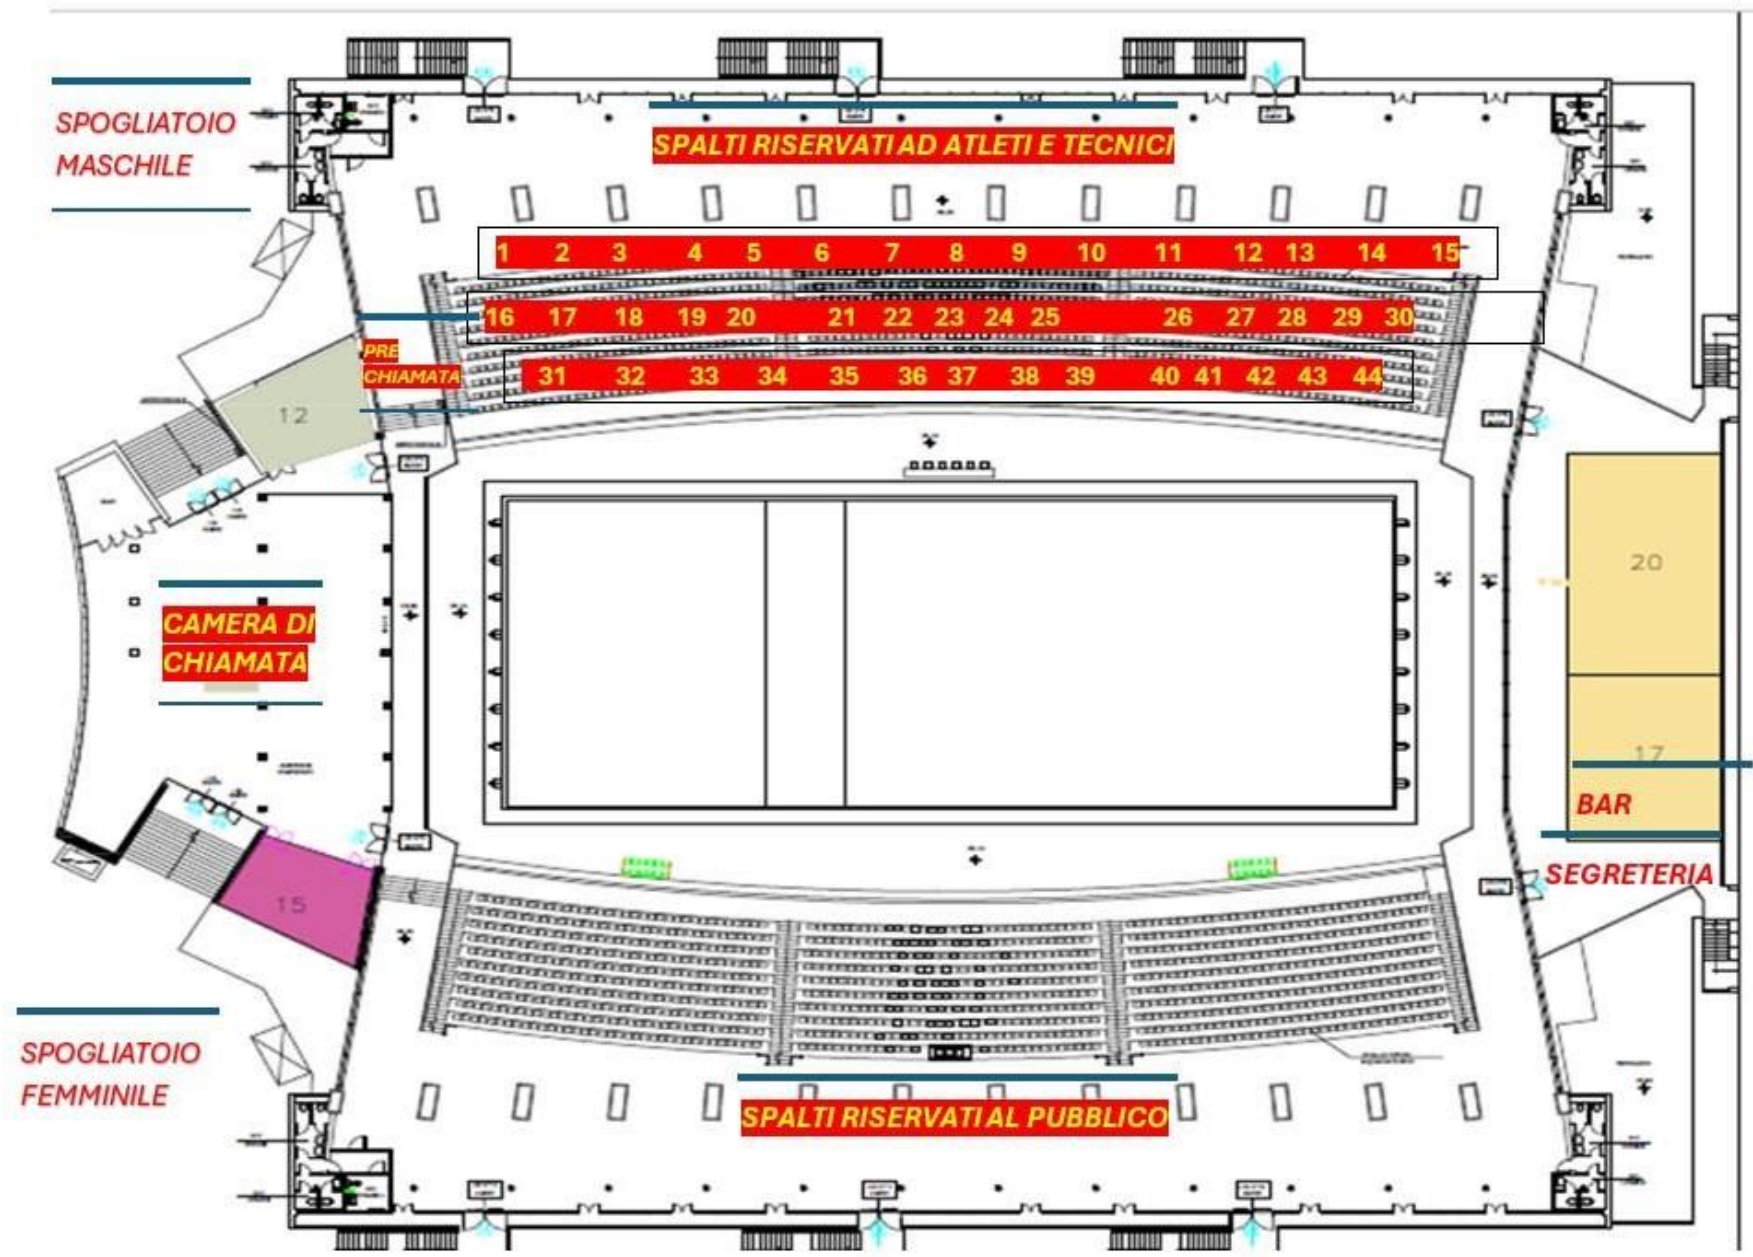 SPOGLIATOIO
MASCHILE
SPALTI RISERVATI AD ATLETI E TECNICI
1 2 3 4 5 6 7 8 9 10 11 12 13 14 15
16 17 18 19 20 21 22 23 24 25 26 27 28 29 30
PRE
CHIAMATA
31 32 33 34 35 36 37 38 39 40 41 42 43 44
12
20
CAMERA DI
CHIAMATA
17
BAR
SEGRETERIA
15
SPOGLIATOIO
FEMMINILE
SPALTI RISERVATI AL PUBBLICO